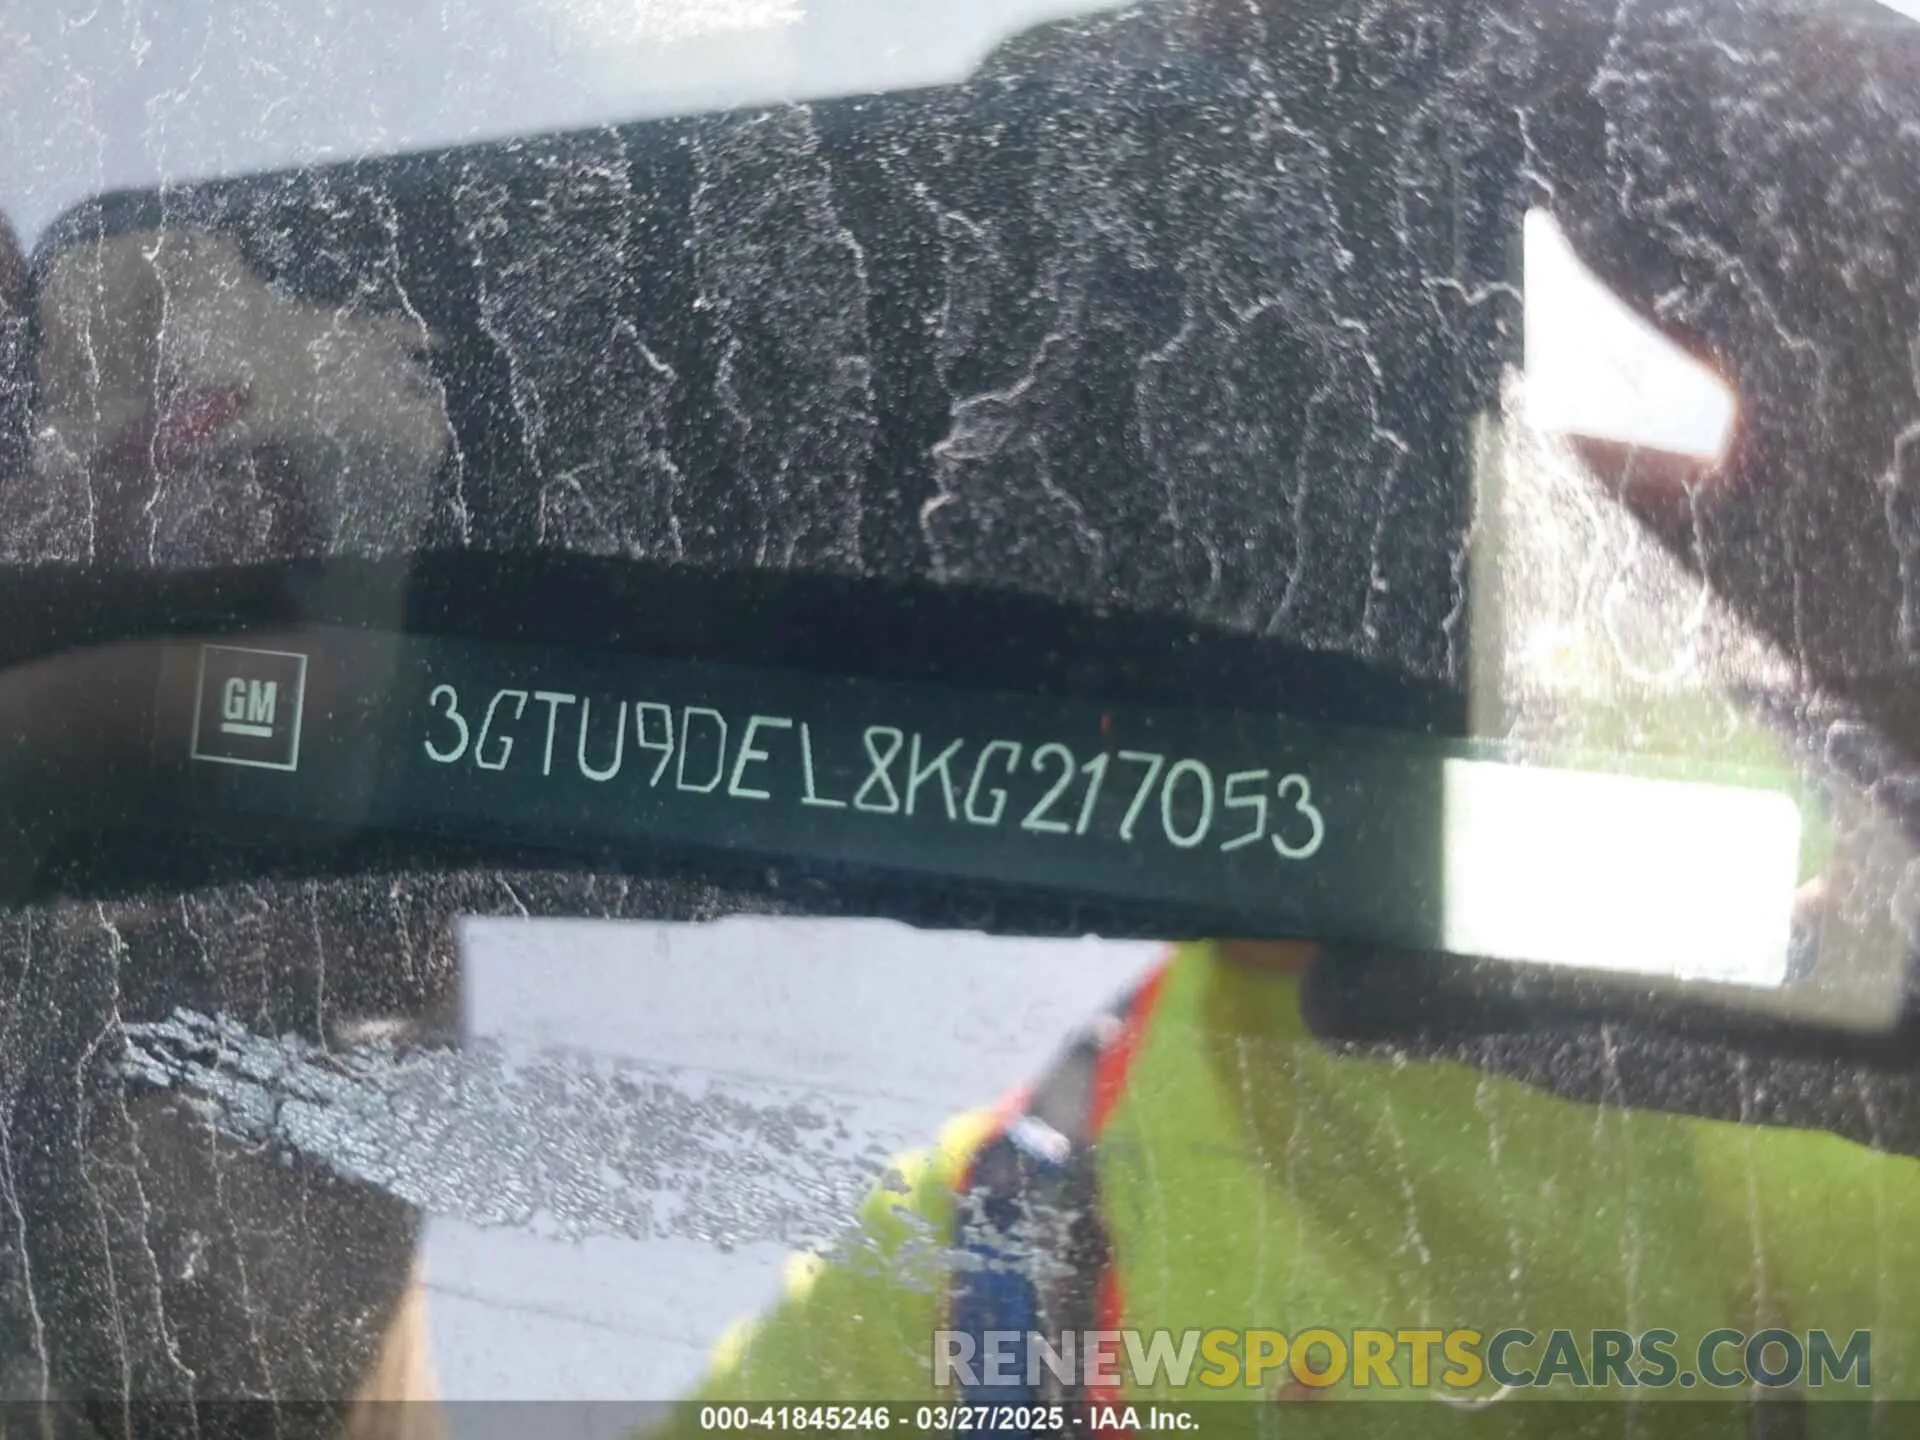 GM
3GTU9DEL8KG217053
RENEWSPORTSCARS.COM
000-41845246 - 03/27/2025 - IAA Inc.